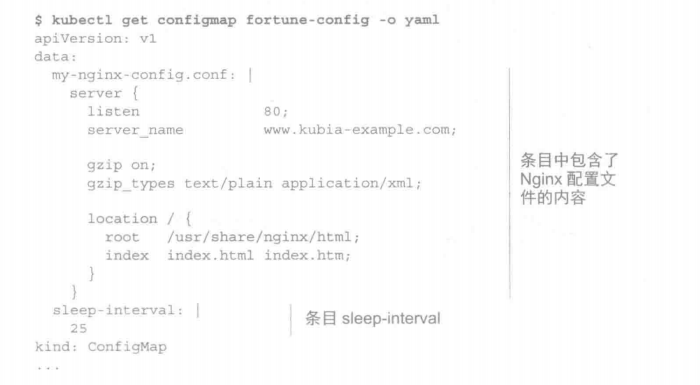 $ kubectl get configmap fortune-config -o yaml
apiVersion: v1
data:
  my-nginx-config.conf: |
    server {
      listen              80;
      server_name         www.kubia-example.com;

      gzip on;
      gzip_types text/plain application/xml;

      location / {
        root   /usr/share/nginx/html;
        index  index.html index.htm;
      }
    }
条目中包含了
Nginx 配置文
件的内容
  sleep-interval: |
条目 sleep-interval
    25
kind: ConfigMap
...